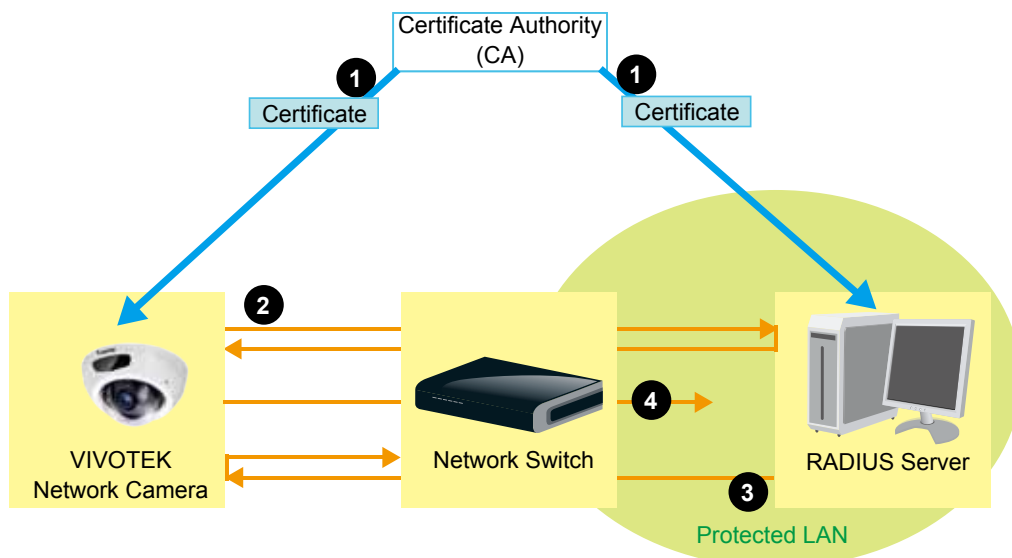 Certificate Authority
(CA)
1
1
Certificate
Certificate
2
4
VIVOTEK
Network Camera
Network Switch
RADIUS Server
3
Protected LAN